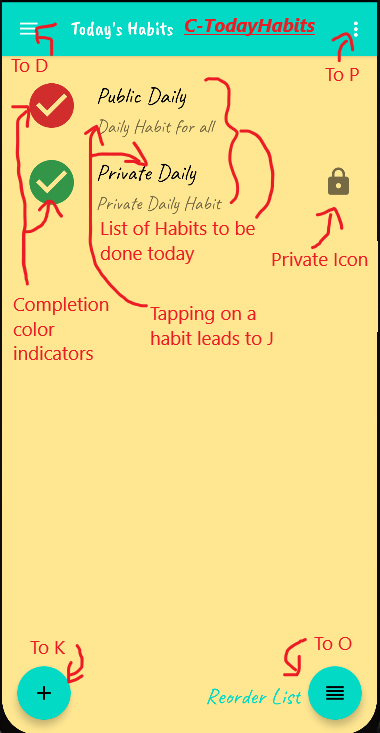 Today's Habits C-TodayHabits
To D
To P
Public Daily
Daily Habit for all
Private Daily
Private Daily Habit
List of Habits to be
done today
Private Icon
Completion
color
indicators
Tapping on a
habit leads to J
To K
To O
Reorder List